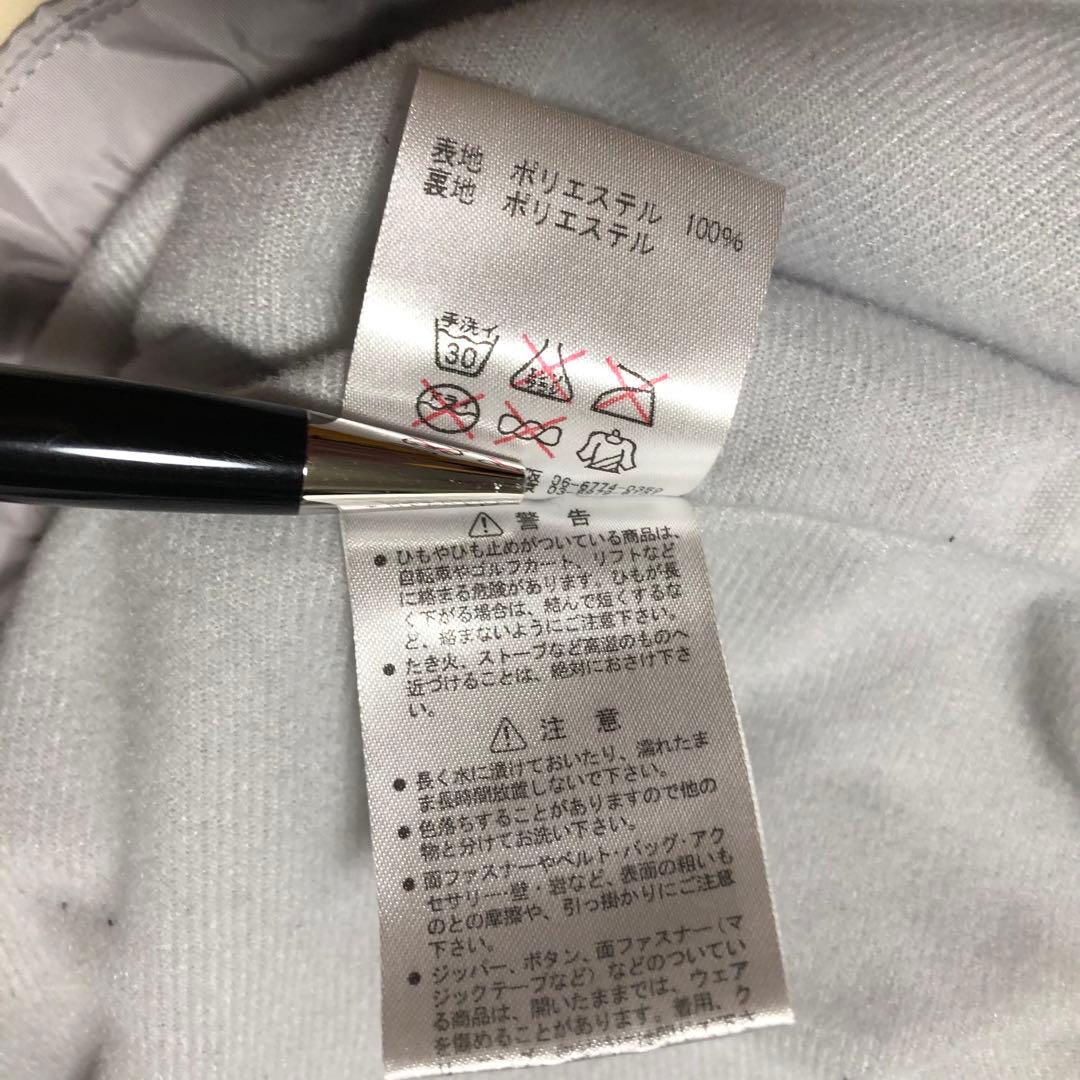 表地 ポリエステル 100%
裏地 ポリエステル
手洗イ
30
エンソ
サラシ
ドライ
06-6774-0359
⚠ 警告
● ひもやひも止めがついている商品は、
自転車やゴルフカート、リフトなど
に絡まる危険があります。ひもが長
く下がる場合は、結んで短くするな
ど、絡まないようにご注意下さい。
● たき火、ストーブなど高温のものへ
近づけることは、絶対におさけ下さ
い。
⚠ 注意
● 長く水に漬けておいたり、濡れたま
ま長時間放置しないで下さい。
● 色落ちすることがありますので他の
物と分けてお洗い下さい。
● 面ファスナーやベルト・バッグ・アク
セサリー・壁・岩など、表面の粗いも
のとの摩擦や、引っ掛かりにご注意
下さい。
● ジッパー、ボタン、面ファスナー(マ
ジックテープなど)などのついてい
る商品は、開いたままでは、ウェア
を傷めることがあります。着用、ク